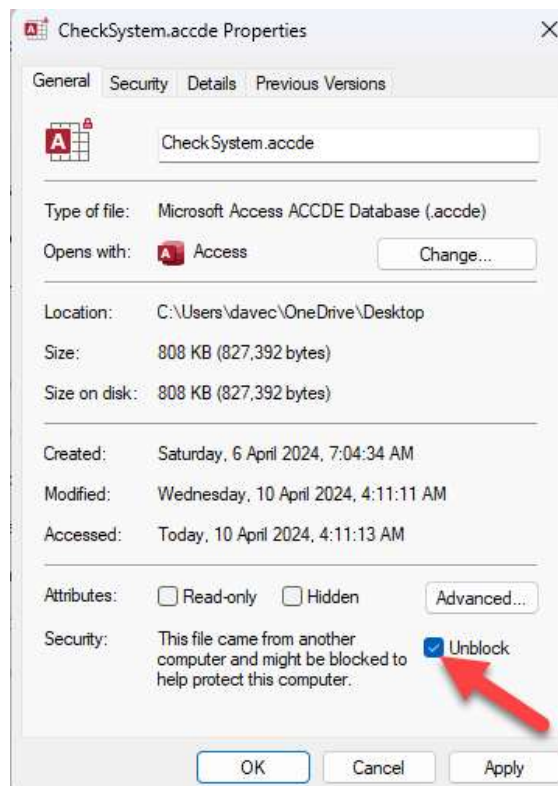 CheckSystem.accde Properties
General Security Details Previous Versions
A
CheckSystem.accde
Type of file: Microsoft Access ACCDE Database (.accde)
Opens with: A Access Change...
Location: C:\Users\davec\OneDrive\Desktop
Size: 808 KB (827,392 bytes)
Size on disk: 808 KB (827,392 bytes)
Created: Saturday, 6 April 2024, 7:04:34 AM
Modified: Wednesday, 10 April 2024, 4:11:11 AM
Accessed: Today, 10 April 2024, 4:11:13 AM
Attributes: Read-only Hidden Advanced...
Security: This file came from another
computer and might be blocked to
help protect this computer.
Unblock
OK Cancel Apply